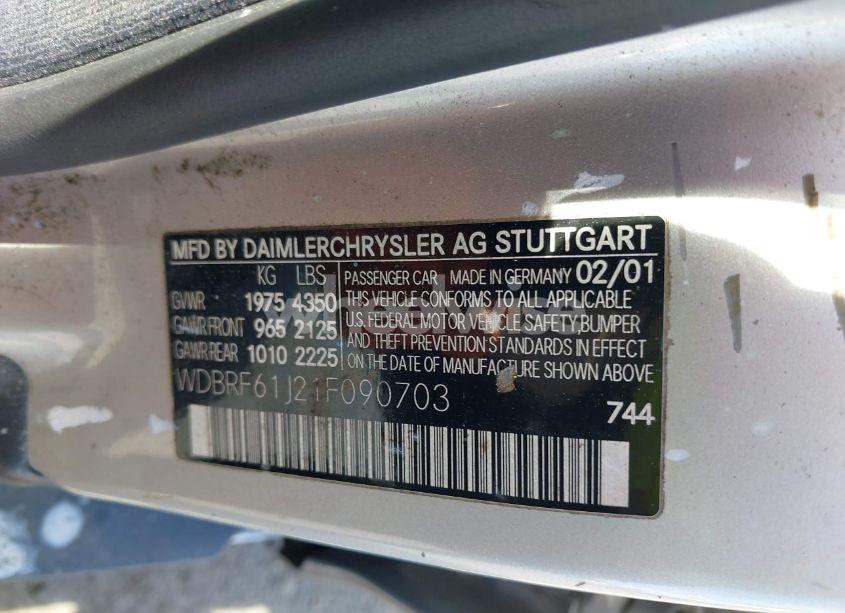 MFD BY DAIMLERCHRYSLER AG STUTTGART
KG LBS
GVWR 1975 4350
GAWR FRONT 965 2125
GAWR REAR 1010 2225
PASSENGER CAR MADE IN GERMANY 02/01
THIS VEHICLE CONFORMS TO ALL APPLICABLE
U.S. FEDERAL MOTOR VEHICLE SAFETY,BUMPER
AND THEFT PREVENTION STANDARDS IN EFFECT
ON THE DATE OF MANUFACTURE SHOWN ABOVE
WDBRF61J21F090703
744